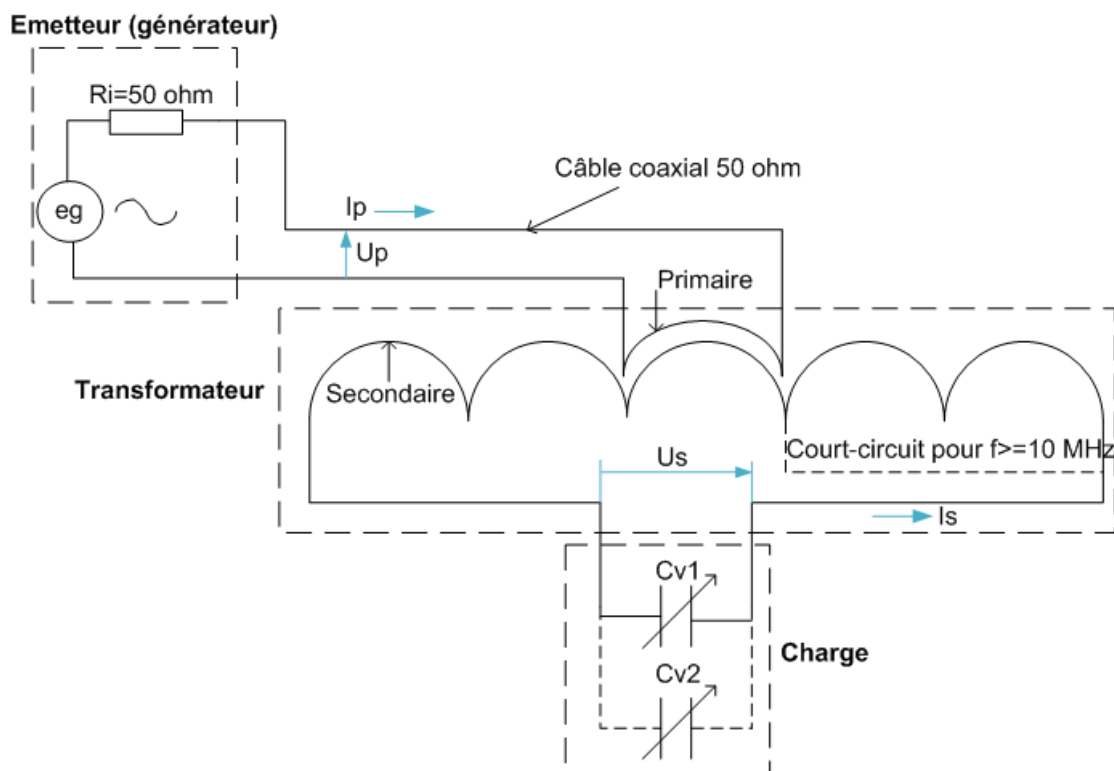 Emetteur (générateur)
Ri=50 ohm
Câble coaxial 50 ohm
eg
Ip
Up
Primaire
Transformateur
Secondaire
Court-circuit pour f>=10 MHz
Us
Is
Cv1
Charge
Cv2